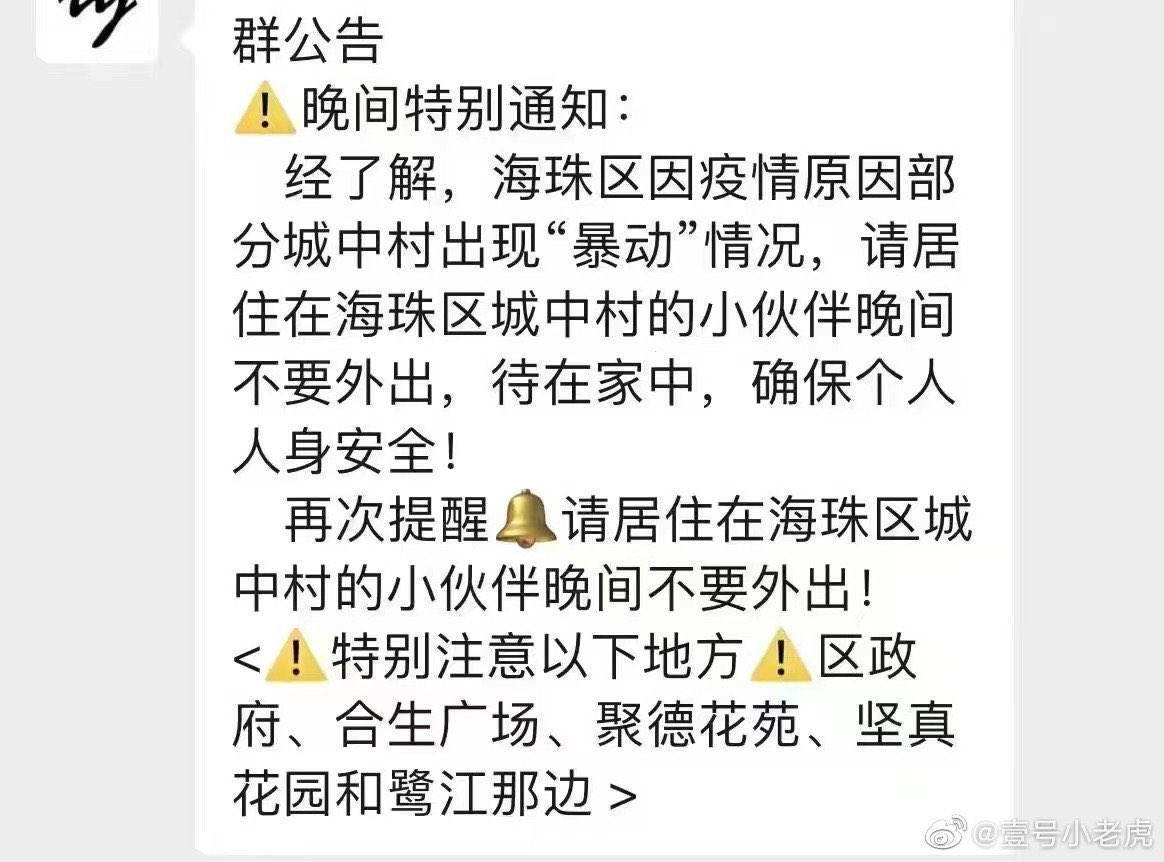 群公告
⚠️晚间特别通知：
经了解，海珠区因疫情原因部
分城中村出现“暴动”情况，请居
住在海珠区城中村的小伙伴晚间
不要外出，待在家中，确保个人
人身安全！
再次提醒🔔请居住在海珠区城
中村的小伙伴晚间不要外出！
<⚠️特别注意以下地方⚠️区政
府、合生广场、聚德花苑、坚真
花园和鹭江那边 >
@壹号小老虎